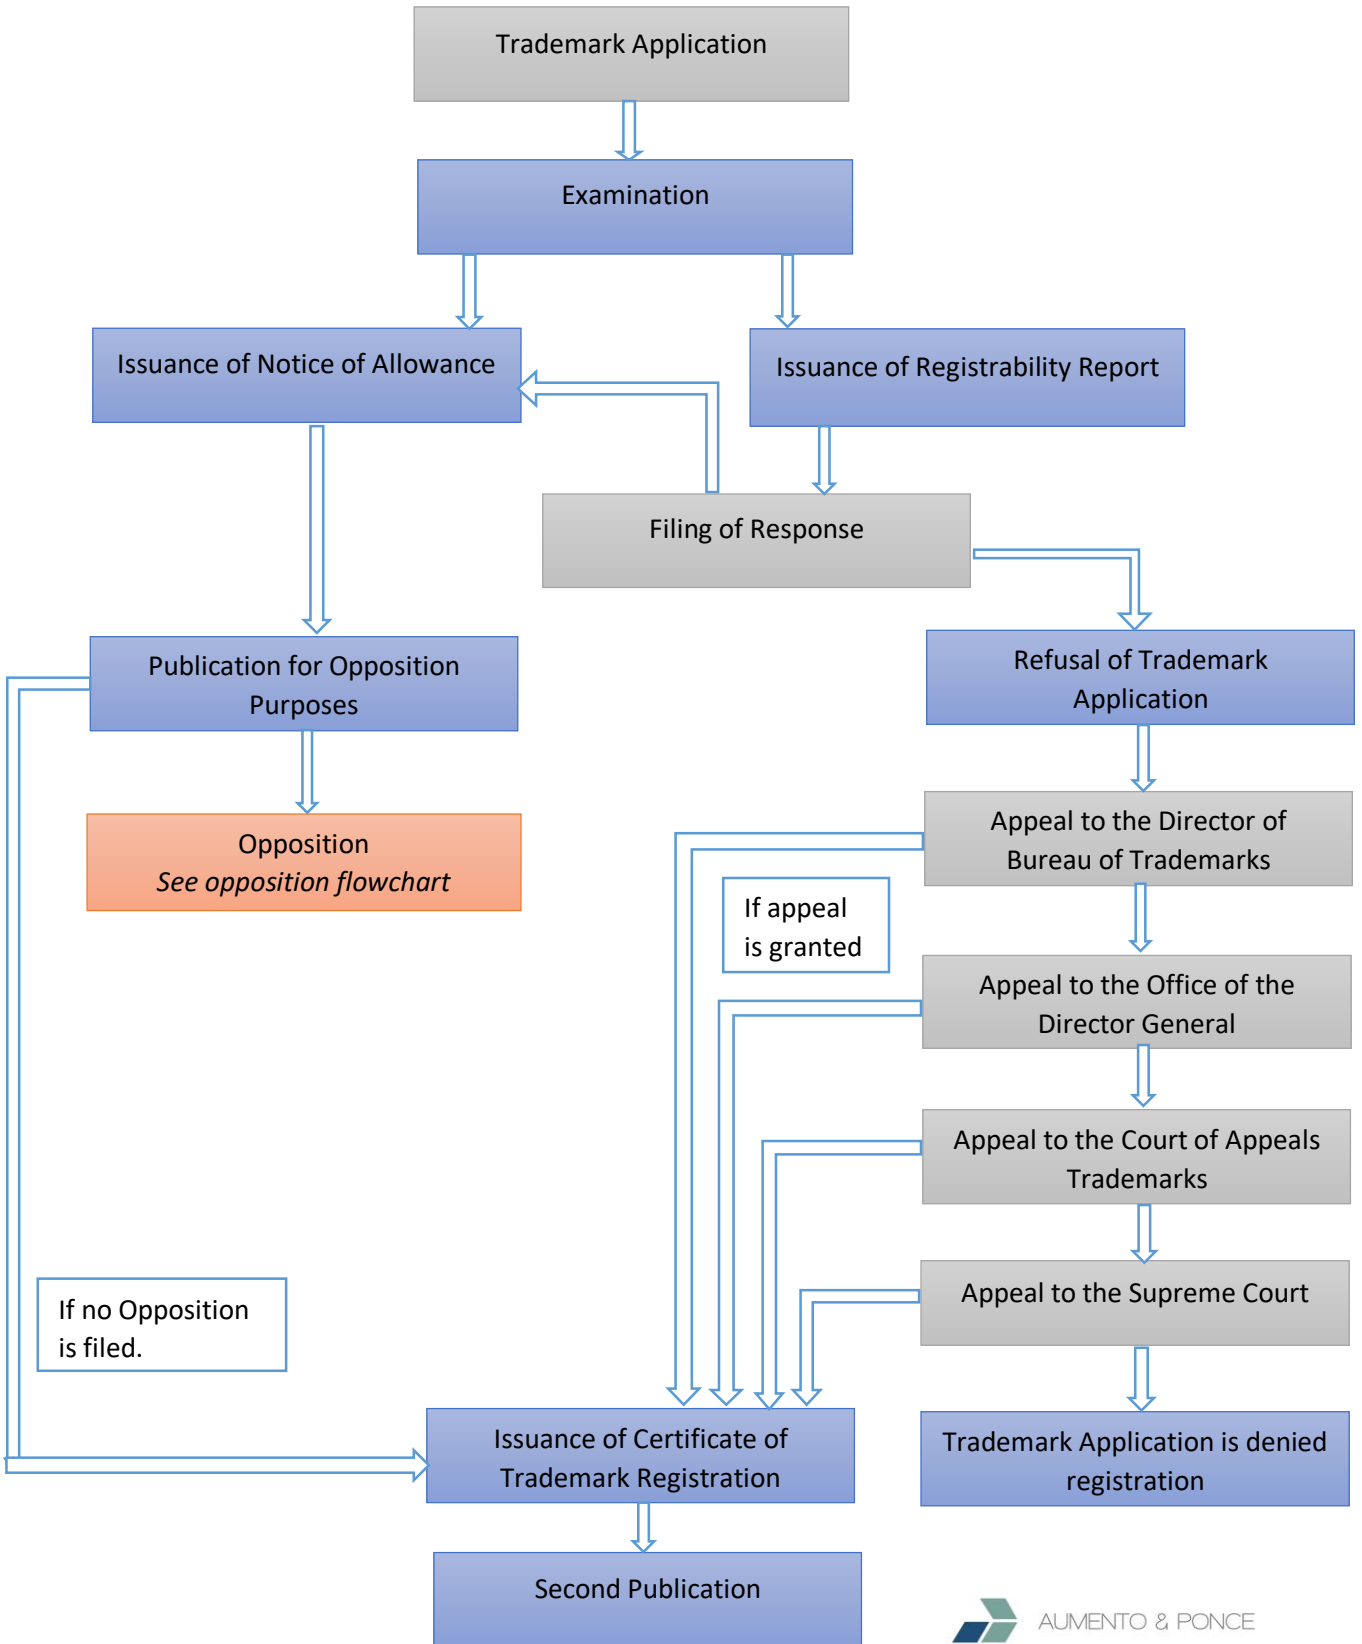 Trademark Application
Examination
Issuance of Notice of Allowance
Issuance of Registrability Report
Filing of Response
Publication for Opposition
Purposes
Refusal of Trademark
Application
Opposition
See opposition flowchart
Appeal to the Director of
Bureau of Trademarks
If appeal
is granted
Appeal to the Office of the
Director General
Appeal to the Court of Appeals
Trademarks
Appeal to the Supreme Court
If no Opposition
is filed.
Issuance of Certificate of
Trademark Registration
Trademark Application is denied
registration
Second Publication
AUMENTO & PONCE